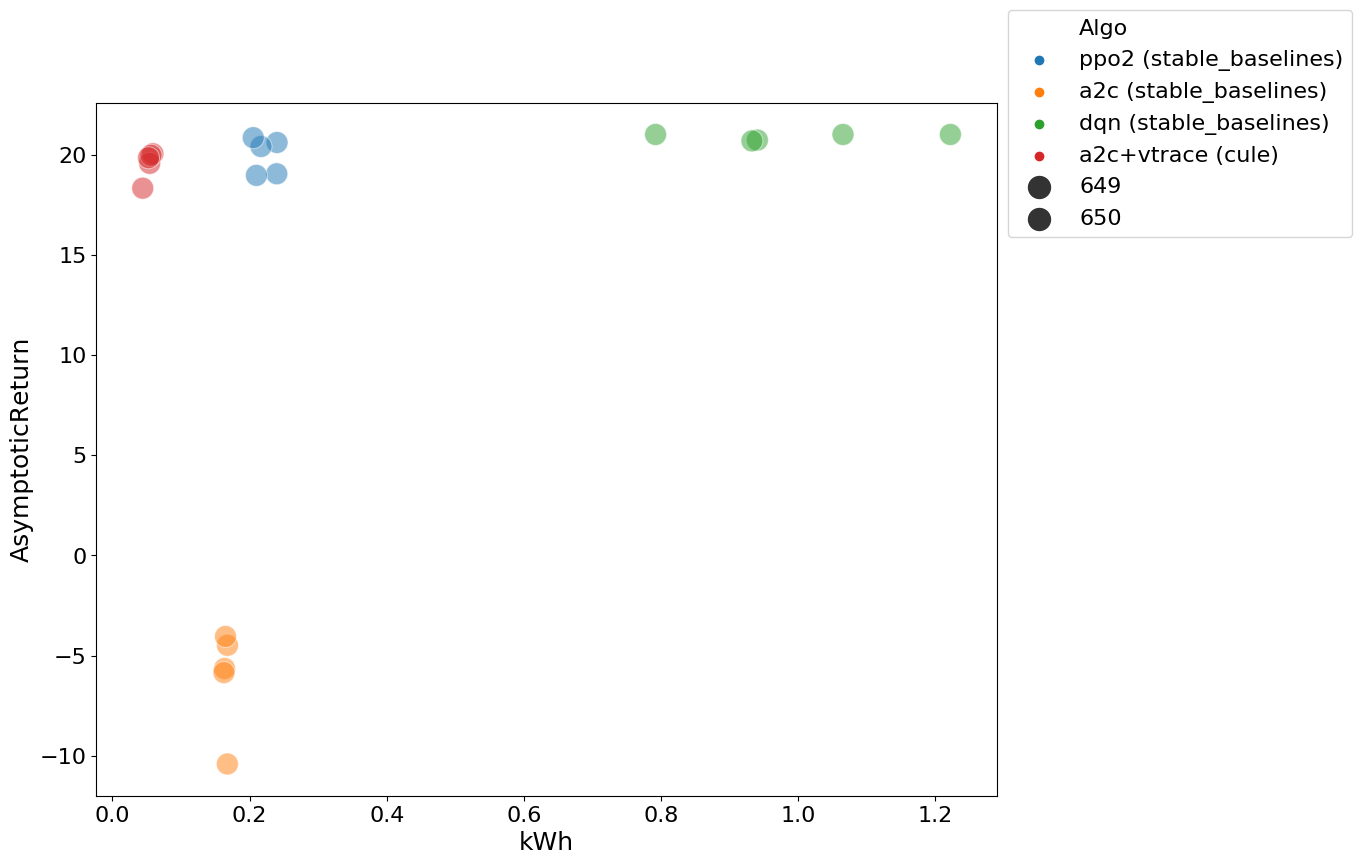 Algo
ppo2 (stable_baselines)
a2c (stable_baselines)
dqn (stable_baselines)
a2c+vtrace (cule)
649
650
AsymptoticReturn
20
15
10
5
0
−5
−10
0.0 0.2 0.4 0.6 0.8 1.0 1.2
kWh